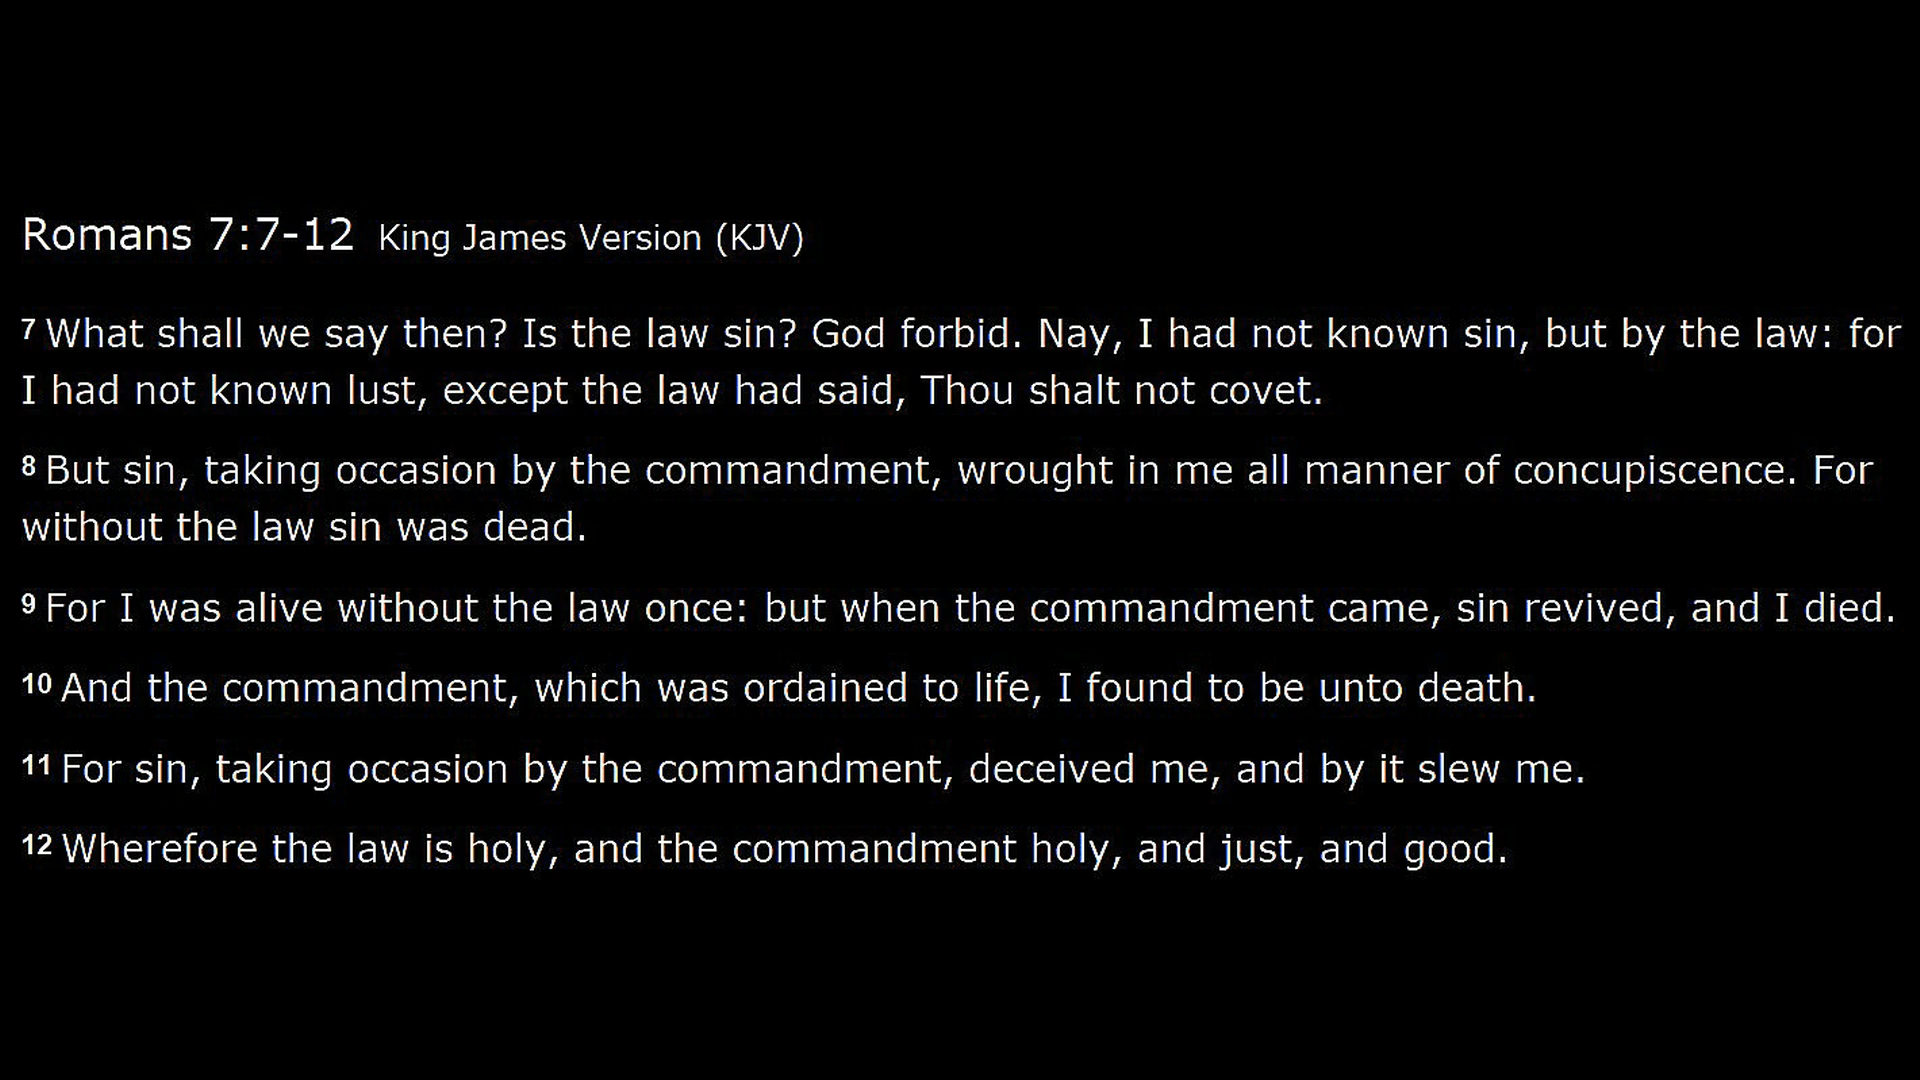 Romans 7:7-12 King James Version (KJV)
7 What shall we say then? Is the law sin? God forbid. Nay, I had not known sin, but by the law: for
I had not known lust, except the law had said, Thou shalt not covet.
8 But sin, taking occasion by the commandment, wrought in me all manner of concupiscence. For
without the law sin was dead.
9 For I was alive without the law once: but when the commandment came, sin revived, and I died.
10 And the commandment, which was ordained to life, I found to be unto death.
11 For sin, taking occasion by the commandment, deceived me, and by it slew me.
12 Wherefore the law is holy, and the commandment holy, and just, and good.